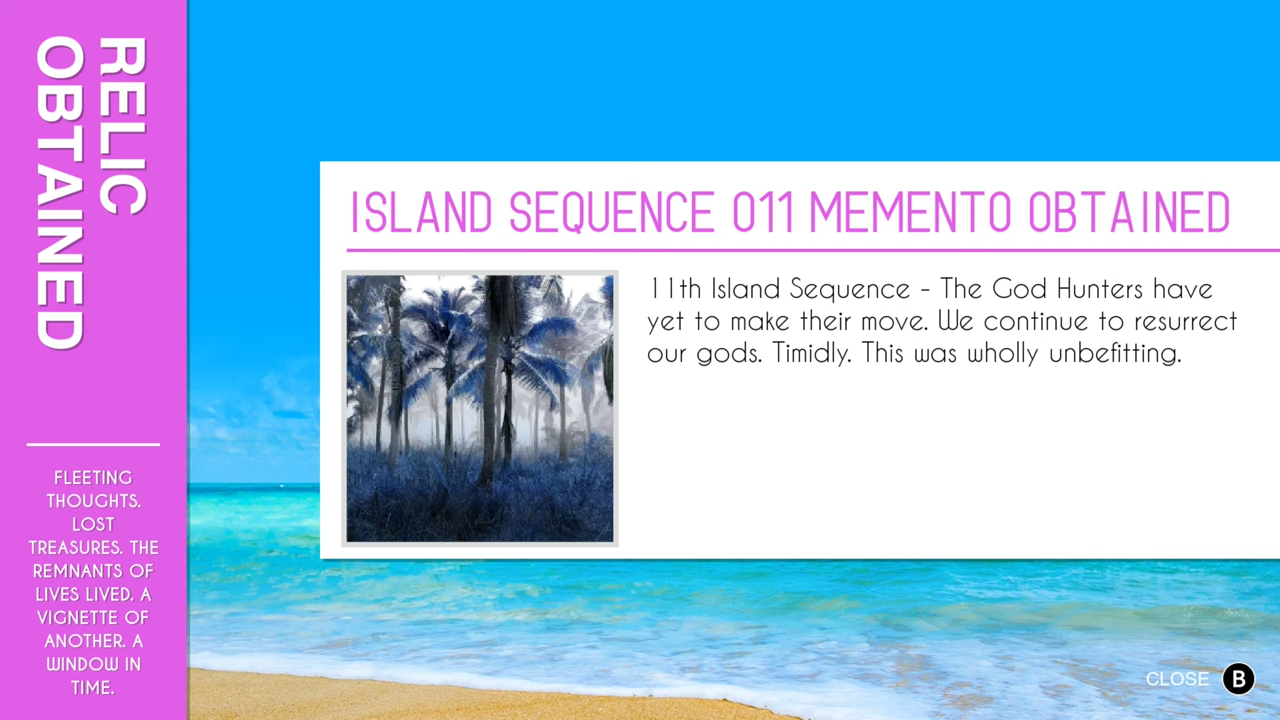 RELIC
OBTAINED
FLEETING
THOUGHTS.
LOST
TREASURES. THE
REMNANTS OF
LIVES LIVED. A
VIGNETTE OF
ANOTHER. A
WINDOW IN
TIME.
ISLAND SEQUENCE 011 MEMENTO OBTAINED
11th Island Sequence - The God Hunters have
yet to make their move. We continue to resurrect
our gods. Timidly. This was wholly unbefitting.
CLOSE B